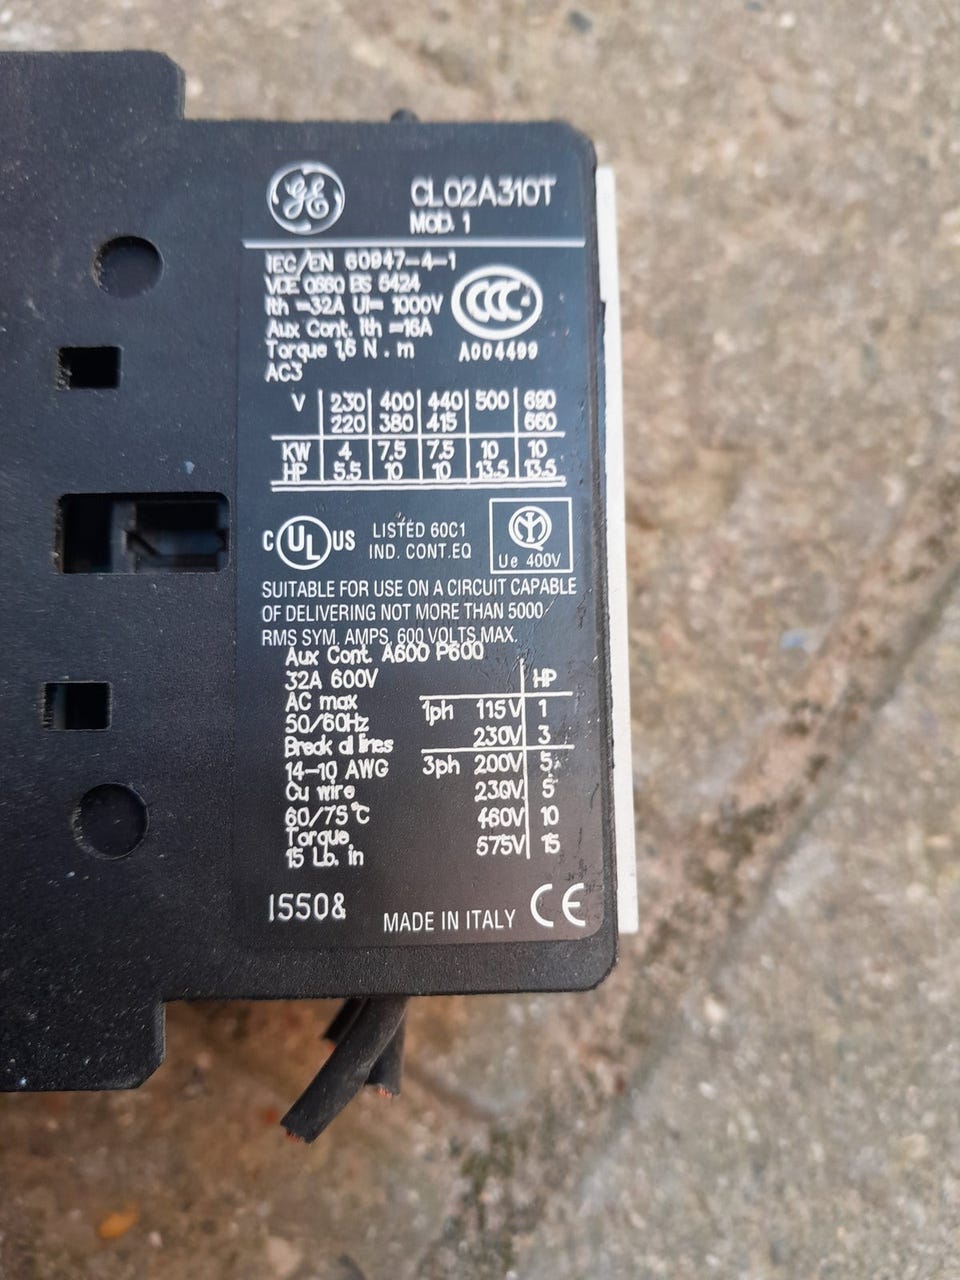 GE
CL02A310T
MOD. 1
IEC/EN 60947-4-1
VDE 0660 BS 5424
Ith =32A Ui= 1000V
Aux Cont. Ith =16A
Torque 1,6 N . m
CCC
A004499
AC3
V 230 400 440 500 690
220 380 415 660
KW 4 7.5 7.5 10 10
HP 5.5 10 10 13.5 13.5
C UL US
LISTED 60C1
IND. CONT.EQ
Ue 400V
SUITABLE FOR USE ON A CIRCUIT CAPABLE
OF DELIVERING NOT MORE THAN 5000
RMS SYM. AMPS, 600 VOLTS MAX.
Aux Cont. A600 P600
32A 600V
AC max
50/60Hz
Break all lines
14-10 AWG
Cu wire
60/75°C
Torque
15 Lb. in
HP
1ph 115V 1
230V 3
3ph 200V 5
230V 5
460V 10
575V 15
15508
MADE IN ITALY
CE